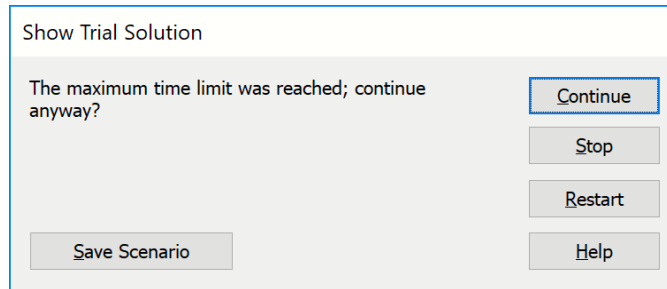 Show Trial Solution
The maximum time limit was reached; continue
anyway?
Continue
Stop
Restart
Save Scenario
Help